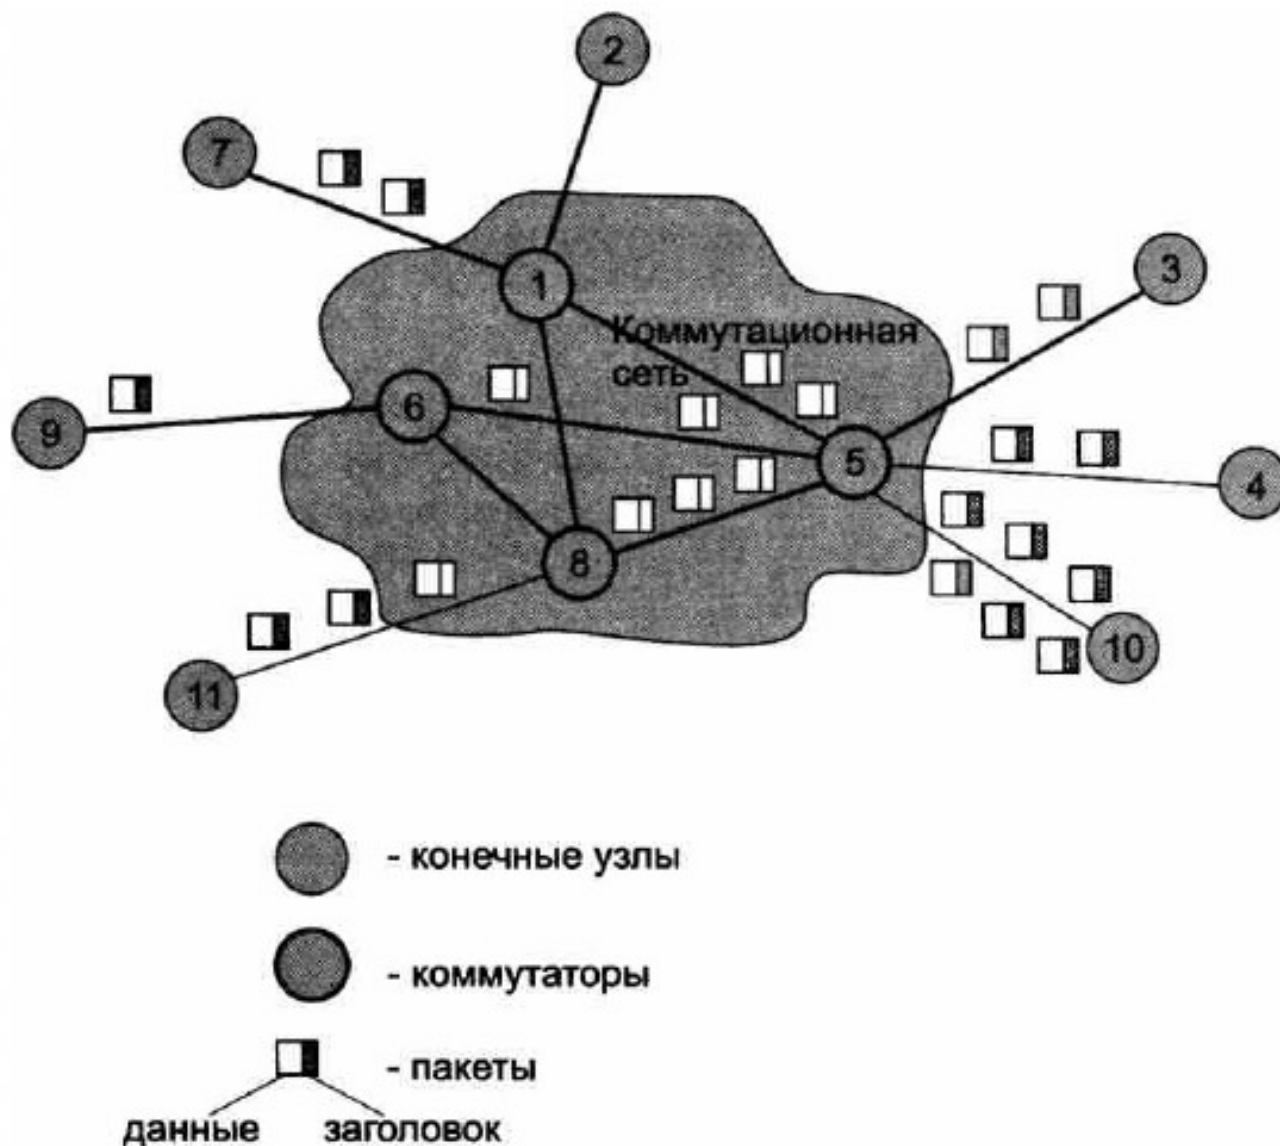 2
7
1
3
Коммутационная
сеть
6
9
5
4
8
10
11
- конечные узлы
- коммутаторы
- пакеты
данные заголовок